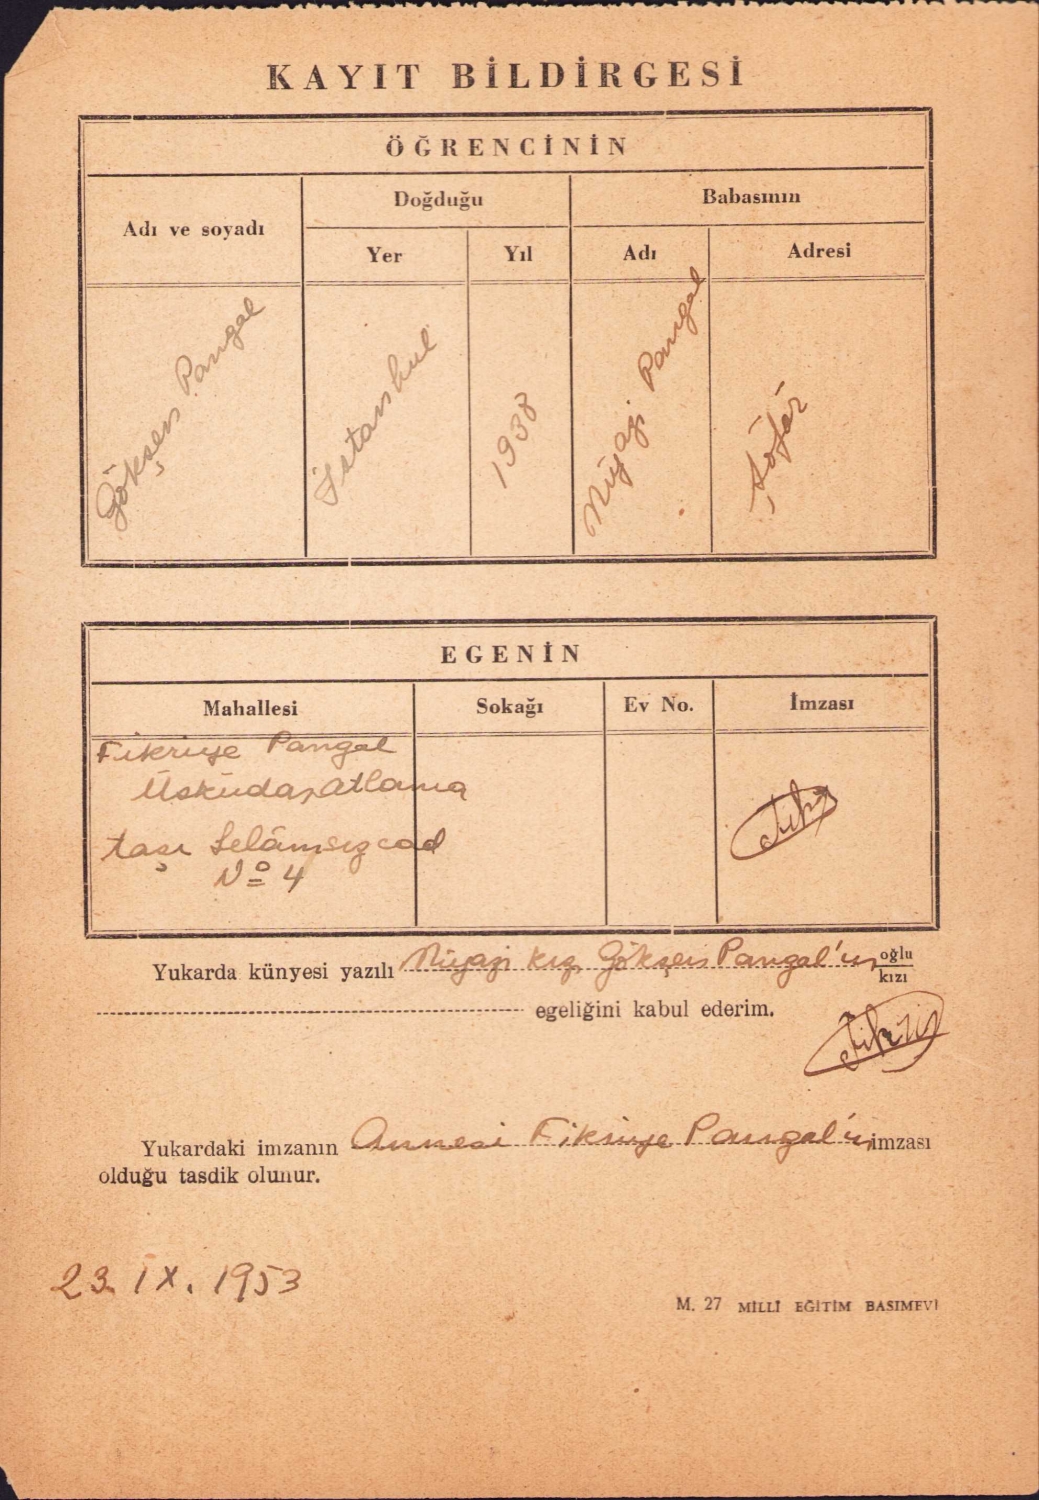 KAYIT BİLDİRGESİ
ÖĞRENCİNİN
Adı ve soyadı
Doğduğu
Babasının
Yer
Yıl
Adı
Adresi
Gökşen Pangal
İstanbul
1938
Niyazi Pangal
Şöför
EGENİN
Mahallesi
Sokağı
Ev No.
İmzası
Fikriye Pangal
Üsküdar Atlama
taşı Selâmsız cad
No 4
Yukarda künyesi yazılı Niyazi kızı Gökşen Pangal'ın oğlu
kızı
egeliğini kabul ederim.
Yukardaki imzanın Annesi Fikriye Pangal'ın imzası
olduğu tasdik olunur.
23. IX. 1953
M. 27 MİLLÎ EĞİTİM BASIMEVİ